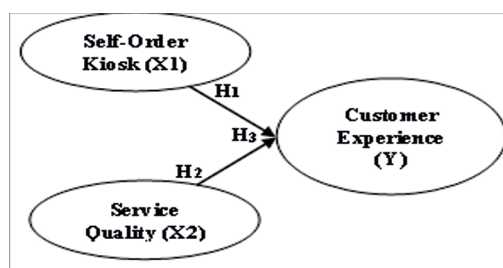 Self-Order
Kiosk (X1)
H1
Customer
Experience
(Y)
H3
H2
Service
Quality (X2)